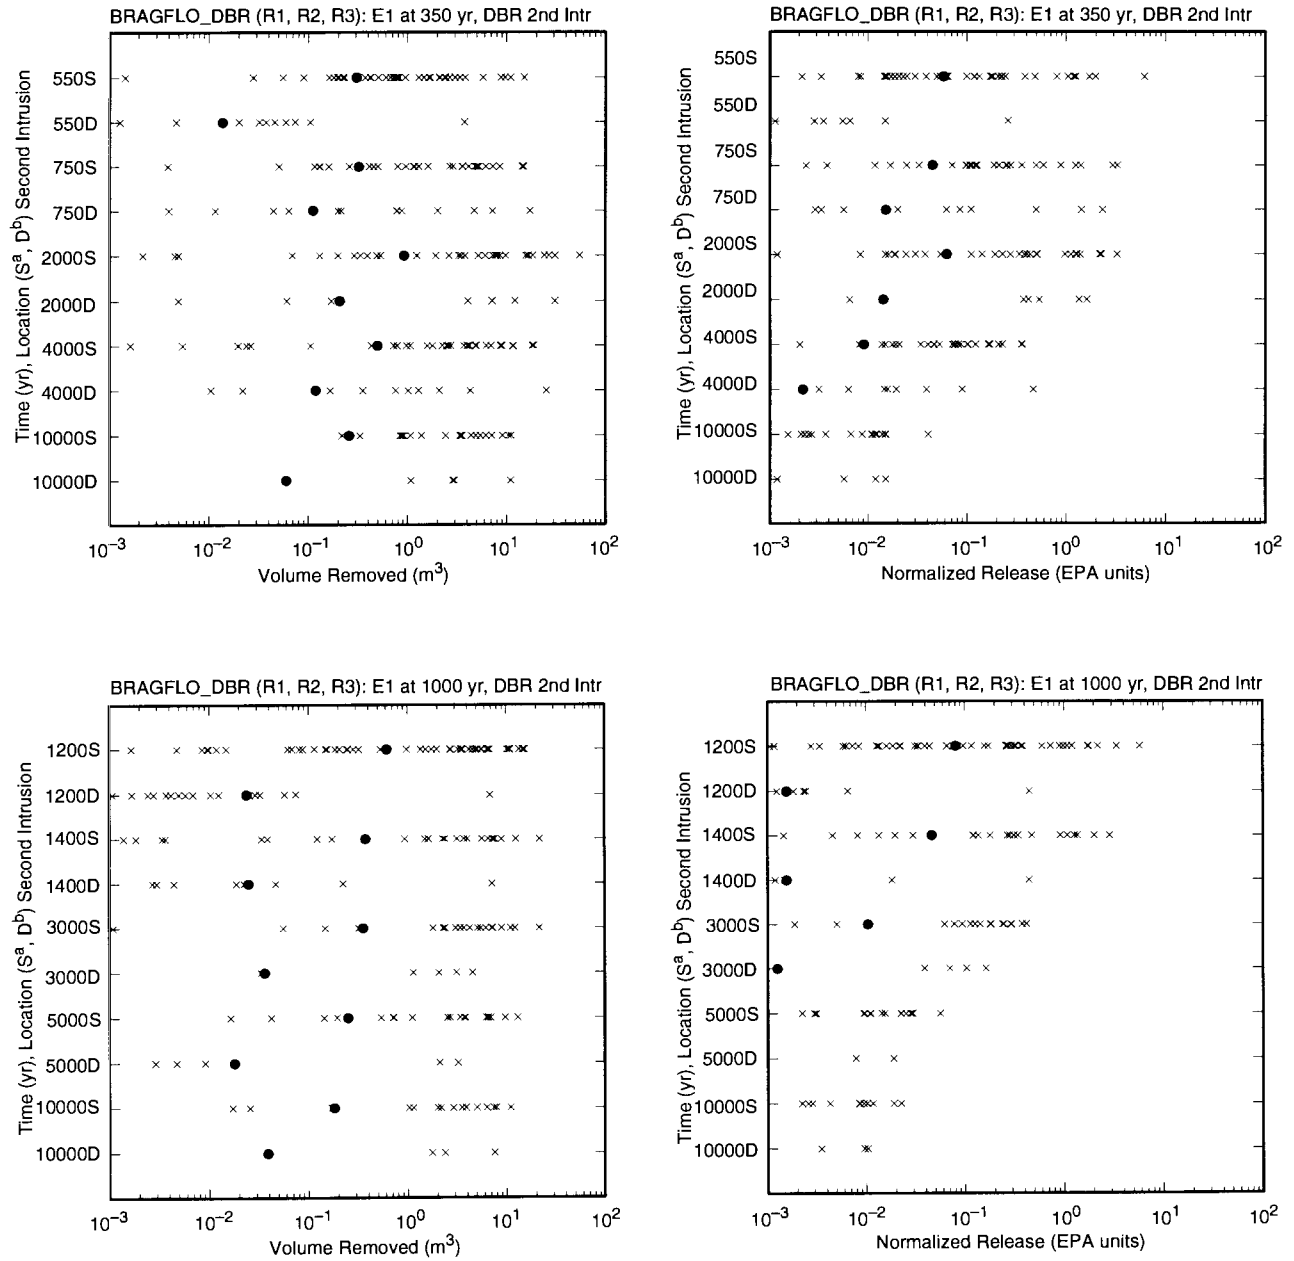 BRAGFLO_DBR (R1, R2, R3): E1 at 350 yr, DBR 2nd Intr
Time (yr), Location (Sᵃ, Dᵇ) Second Intrusion
550S
550D
750S
750D
2000S
2000D
4000S
4000D
10000S
10000D
10⁻³ 10⁻² 10⁻¹ 10⁰ 10¹ 10²
Volume Removed (m³)
BRAGFLO_DBR (R1, R2, R3): E1 at 350 yr, DBR 2nd Intr
Time (yr), Location (Sᵃ, Dᵇ) Second Intrusion
550S
550D
750S
750D
2000S
2000D
4000S
4000D
10000S
10000D
10⁻³ 10⁻² 10⁻¹ 10⁰ 10¹ 10²
Normalized Release (EPA units)
BRAGFLO_DBR (R1, R2, R3): E1 at 1000 yr, DBR 2nd Intr
Time (yr), Location (Sᵃ, Dᵇ) Second Intrusion
1200S
1200D
1400S
1400D
3000S
3000D
5000S
5000D
10000S
10000D
10⁻³ 10⁻² 10⁻¹ 10⁰ 10¹ 10²
Volume Removed (m³)
BRAGFLO_DBR (R1, R2, R3): E1 at 1000 yr, DBR 2nd Intr
Time (yr), Location (Sᵃ, Dᵇ) Second Intrusion
1200S
1200D
1400S
1400D
3000S
3000D
5000S
5000D
10000S
10000D
10⁻³ 10⁻² 10⁻¹ 10⁰ 10¹ 10²
Normalized Release (EPA units)